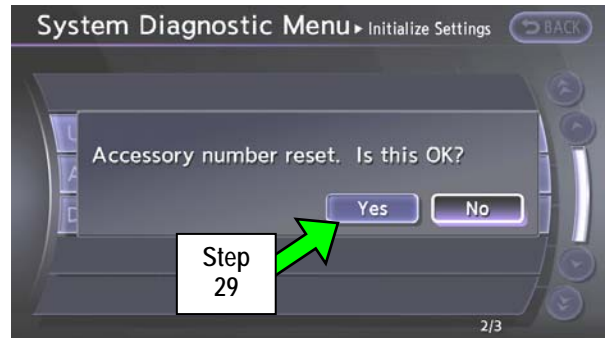 System Diagnostic Menu ▸ Initialize Settings BACK
U
Accessory number reset. Is this OK?
A
Yes No
D
Step
29
2/3